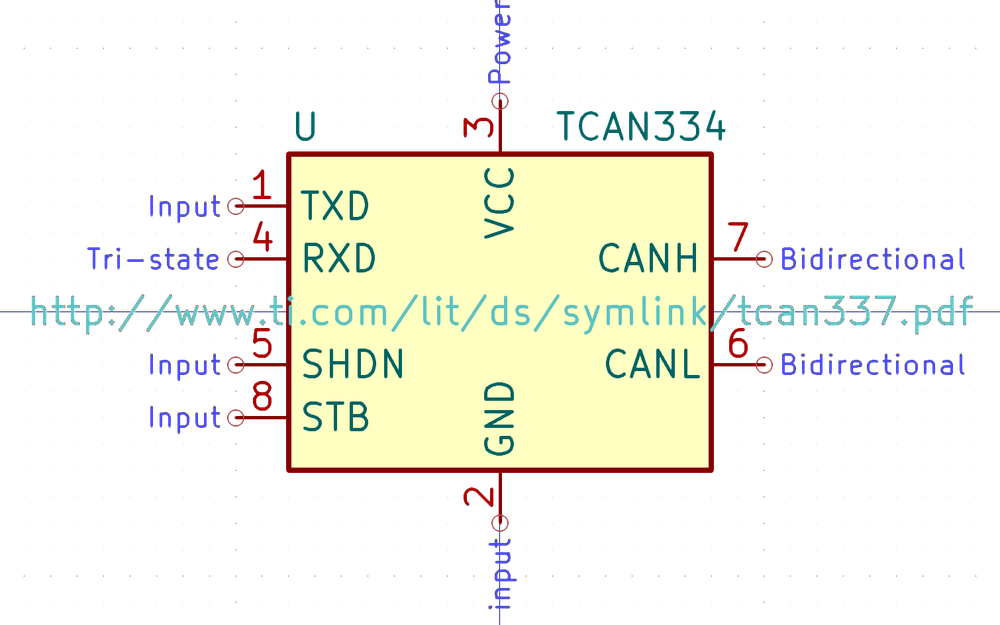 Power
U
TCAN334
3
VCC
1
Input
TXD
4
Tri-state
RXD
7
CANH
Bidirectional
http://www.ti.com/lit/ds/symlink/tcan337.pdf
5
Input
SHDN
6
CANL
Bidirectional
8
Input
STB
GND
2
input